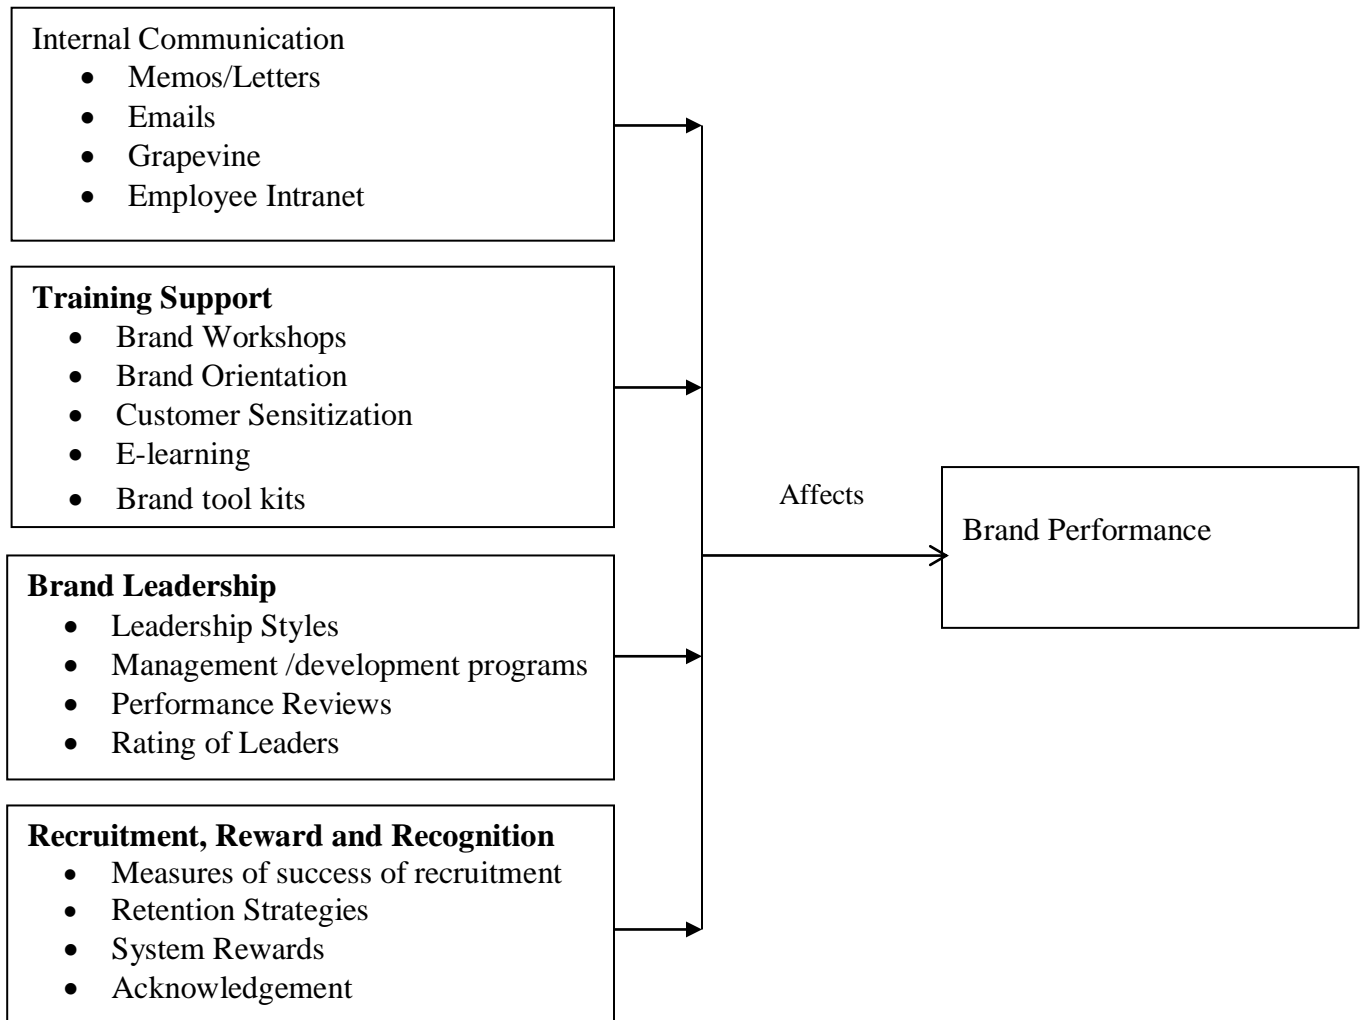 Internal Communication
• Memos/Letters
• Emails
• Grapevine
• Employee Intranet
Training Support
• Brand Workshops
• Brand Orientation
• Customer Sensitization
• E-learning
• Brand tool kits
Brand Leadership
• Leadership Styles
• Management /development programs
• Performance Reviews
• Rating of Leaders
Recruitment, Reward and Recognition
• Measures of success of recruitment
• Retention Strategies
• System Rewards
• Acknowledgement
Affects
Brand Performance